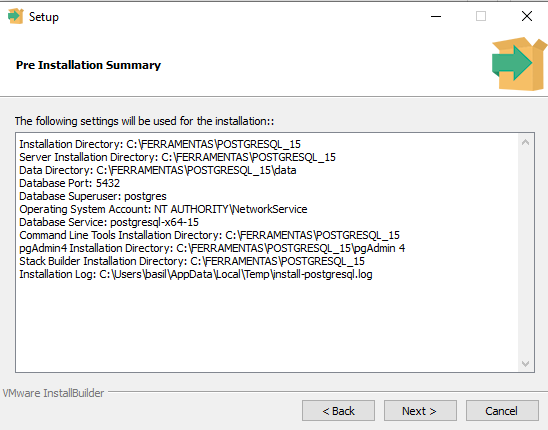 Setup
Pre Installation Summary
The following settings will be used for the installation::
Installation Directory: C:\FERRAMENTAS\POSTGRESQL_15
Server Installation Directory: C:\FERRAMENTAS\POSTGRESQL_15
Data Directory: C:\FERRAMENTAS\POSTGRESQL_15\data
Database Port: 5432
Database Superuser: postgres
Operating System Account: NT AUTHORITY\NetworkService
Database Service: postgresql-x64-15
Command Line Tools Installation Directory: C:\FERRAMENTAS\POSTGRESQL_15
pgAdmin4 Installation Directory: C:\FERRAMENTAS\POSTGRESQL_15\pgAdmin 4
Stack Builder Installation Directory: C:\FERRAMENTAS\POSTGRESQL_15
Installation Log: C:\Users\basil\AppData\Local\Temp\install-postgresql.log
VMware InstallBuilder
< Back Next > Cancel